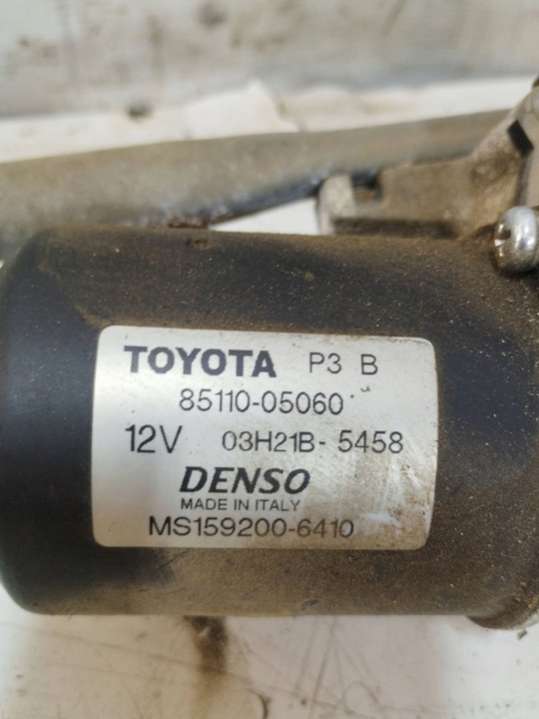 TOYOTA P3 B
85110-05060
12V 03H21B-5458
DENSO
MADE IN ITALY
MS159200-6410